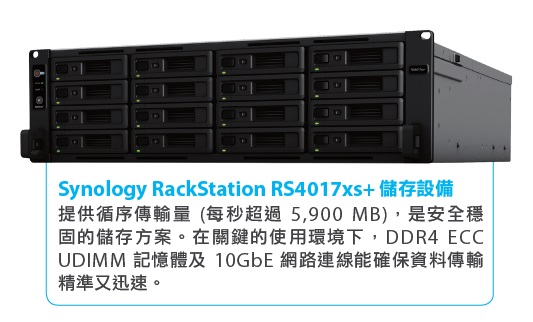 Synology RackStation RS4017xs+ 儲存設備
提供循序傳輸量 (每秒超過 5,900 MB)，是安全穩
固的儲存方案。在關鍵的使用環境下，DDR4 ECC
UDIMM 記憶體及 10GbE 網路連線能確保資料傳輸
精準又迅速。